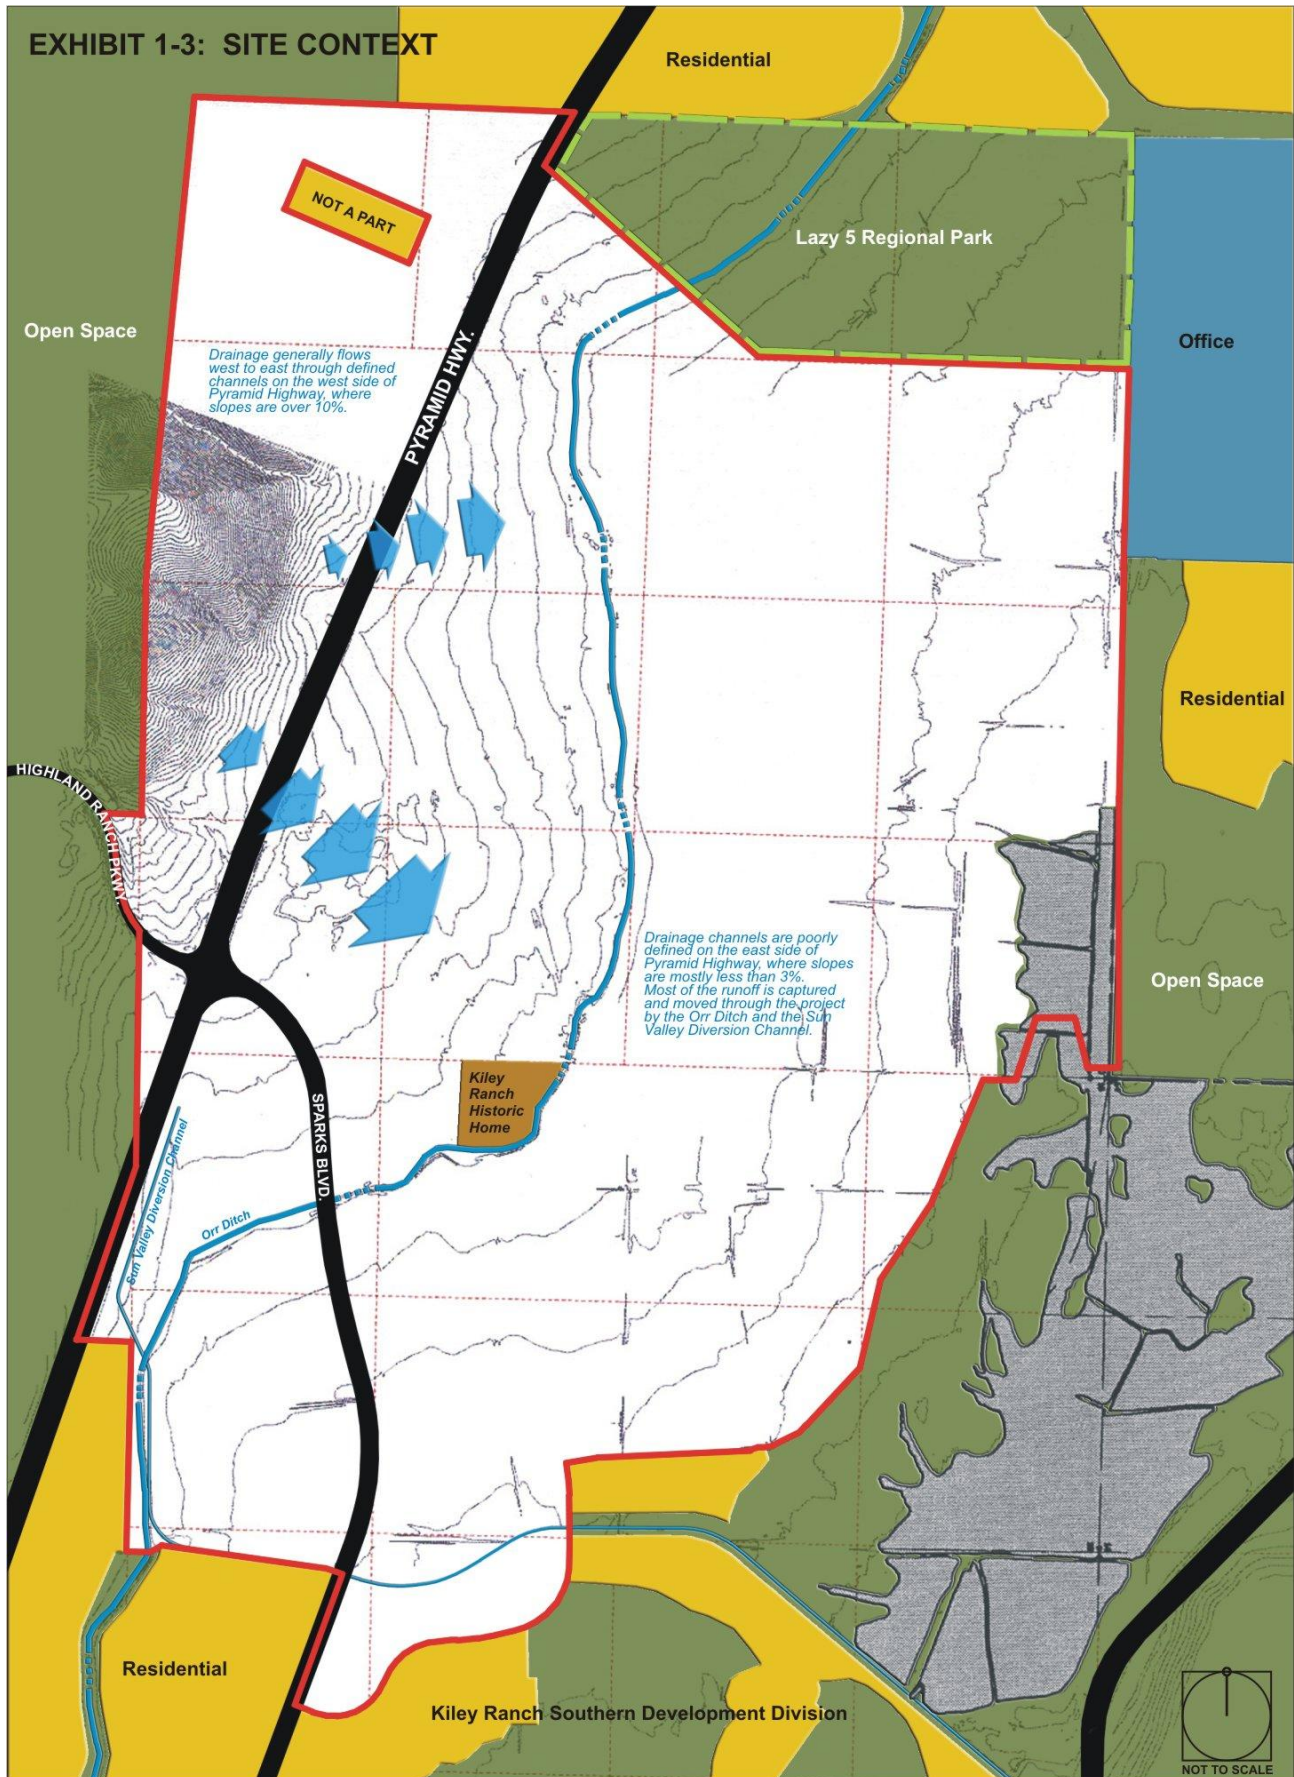 EXHIBIT 1-3: SITE CONTEXT
Residential
NOT A PART
Lazy 5 Regional Park
Open Space
Office
PYRAMID HWY.
Drainage generally flows
west to east through defined
channels on the west side of
Pyramid Highway, where
slopes are over 10%.
Residential
HIGHLAND RANCH PKWY.
Drainage channels are poorly
defined on the east side of
Pyramid Highway, where slopes
are mostly less than 3%.
Most of the runoff is captured
and moved through the project
by the Orr Ditch and the Sun
Valley Diversion Channel.
Open Space
Kiley
Ranch
Historic
Home
SPARKS BLVD.
Sun Valley Diversion Channel
Orr Ditch
Residential
Kiley Ranch Southern Development Division
NOT TO SCALE